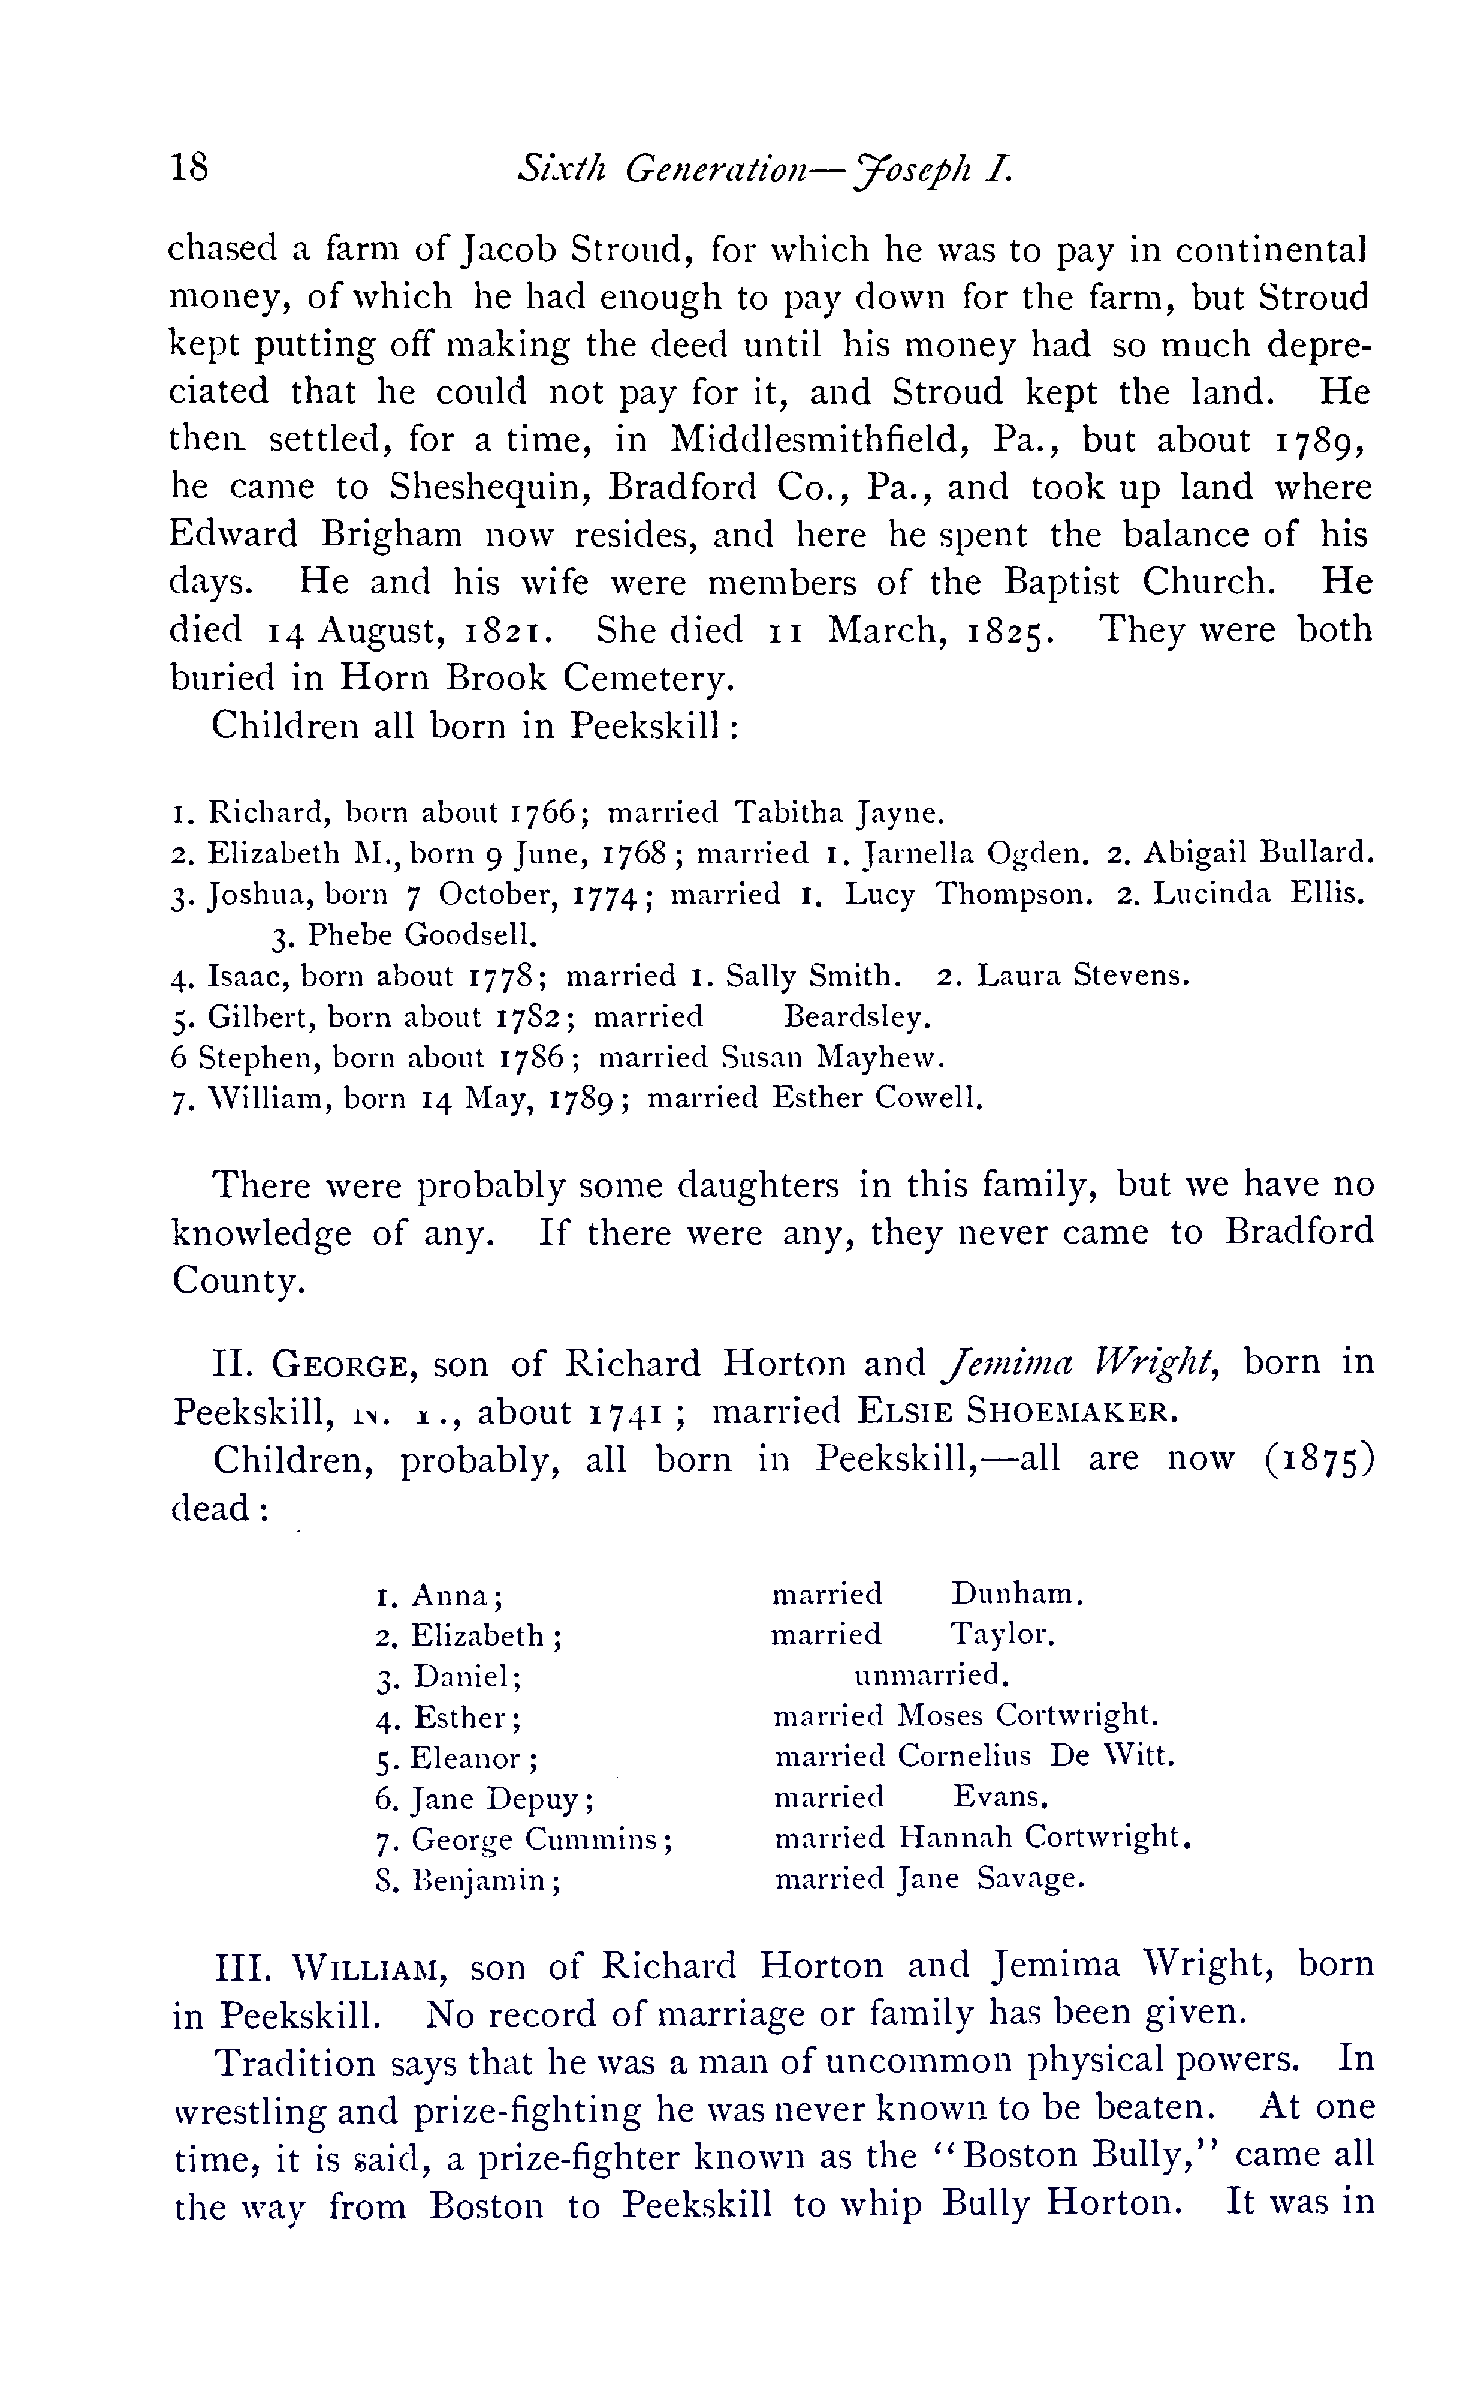 18 Sixth Generation—Joseph I.
chased a farm of Jacob Stroud, for which he was to pay in continental
money, of which he had enough to pay down for the farm, but Stroud
kept putting off making the deed until his money had so much depre-
ciated that he could not pay for it, and Stroud kept the land. He
then settled, for a time, in Middlesmithfield, Pa., but about 1789,
he came to Sheshequin, Bradford Co., Pa., and took up land where
Edward Brigham now resides, and here he spent the balance of his
days. He and his wife were members of the Baptist Church. He
died 14 August, 1821. She died 11 March, 1825. They were both
buried in Horn Brook Cemetery.
Children all born in Peekskill :
1. Richard, born about 1766; married Tabitha Jayne.
2. Elizabeth M., born 9 June, 1768 ; married 1. Jarnella Ogden. 2. Abigail Bullard.
3. Joshua, born 7 October, 1774; married 1. Lucy Thompson. 2. Lucinda Ellis.
3. Phebe Goodsell.
4. Isaac, born about 1778; married 1. Sally Smith. 2. Laura Stevens.
5. Gilbert, born about 1782; married Beardsley.
6 Stephen, born about 1786 ; married Susan Mayhew.
7. William, born 14 May, 1789 ; married Esther Cowell.
There were probably some daughters in this family, but we have no
knowledge of any. If there were any, they never came to Bradford
County.
II. GEORGE, son of Richard Horton and Jemima Wright, born in
Peekskill, about 1741 ; married ELSIE SHOEMAKER.
Children, probably, all born in Peekskill,—all are now (1875)
dead :
1. Anna; married Dunham.
2. Elizabeth ; married Taylor.
3. Daniel; unmarried.
4. Esther; married Moses Cortwright.
5. Eleanor ; married Cornelius De Witt.
6. Jane Depuy; married Evans.
7. George Cummins; married Hannah Cortwright.
8. Benjamin; married Jane Savage.
III. WILLIAM, son of Richard Horton and Jemima Wright, born
in Peekskill. No record of marriage or family has been given.
Tradition says that he was a man of uncommon physical powers. In
wrestling and prize-fighting he was never known to be beaten. At one
time, it is said, a prize-fighter known as the "Boston Bully," came all
the way from Boston to Peekskill to whip Bully Horton. It was in